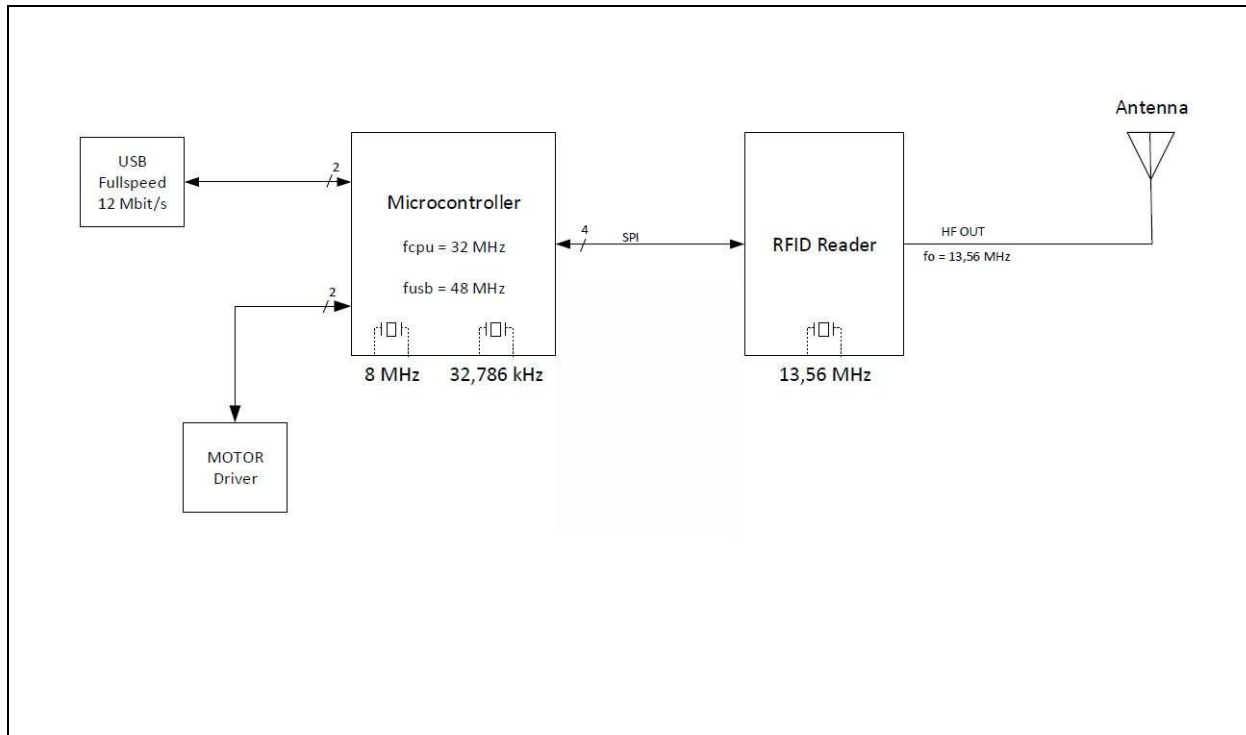 Antenna
USB
Fullspeed
12 Mbit/s
2
Microcontroller
fcpu = 32 MHz
fusb = 48 MHz
4
SPI
RFID Reader
HF OUT
fo = 13,56 MHz
2
8 MHz
32,786 kHz
13,56 MHz
MOTOR
Driver